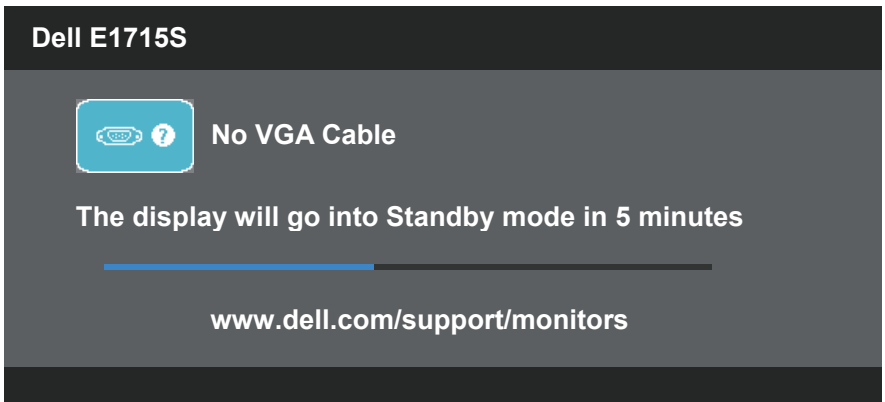 Dell E1715S
No VGA Cable
The display will go into Standby mode in 5 minutes
www.dell.com/support/monitors